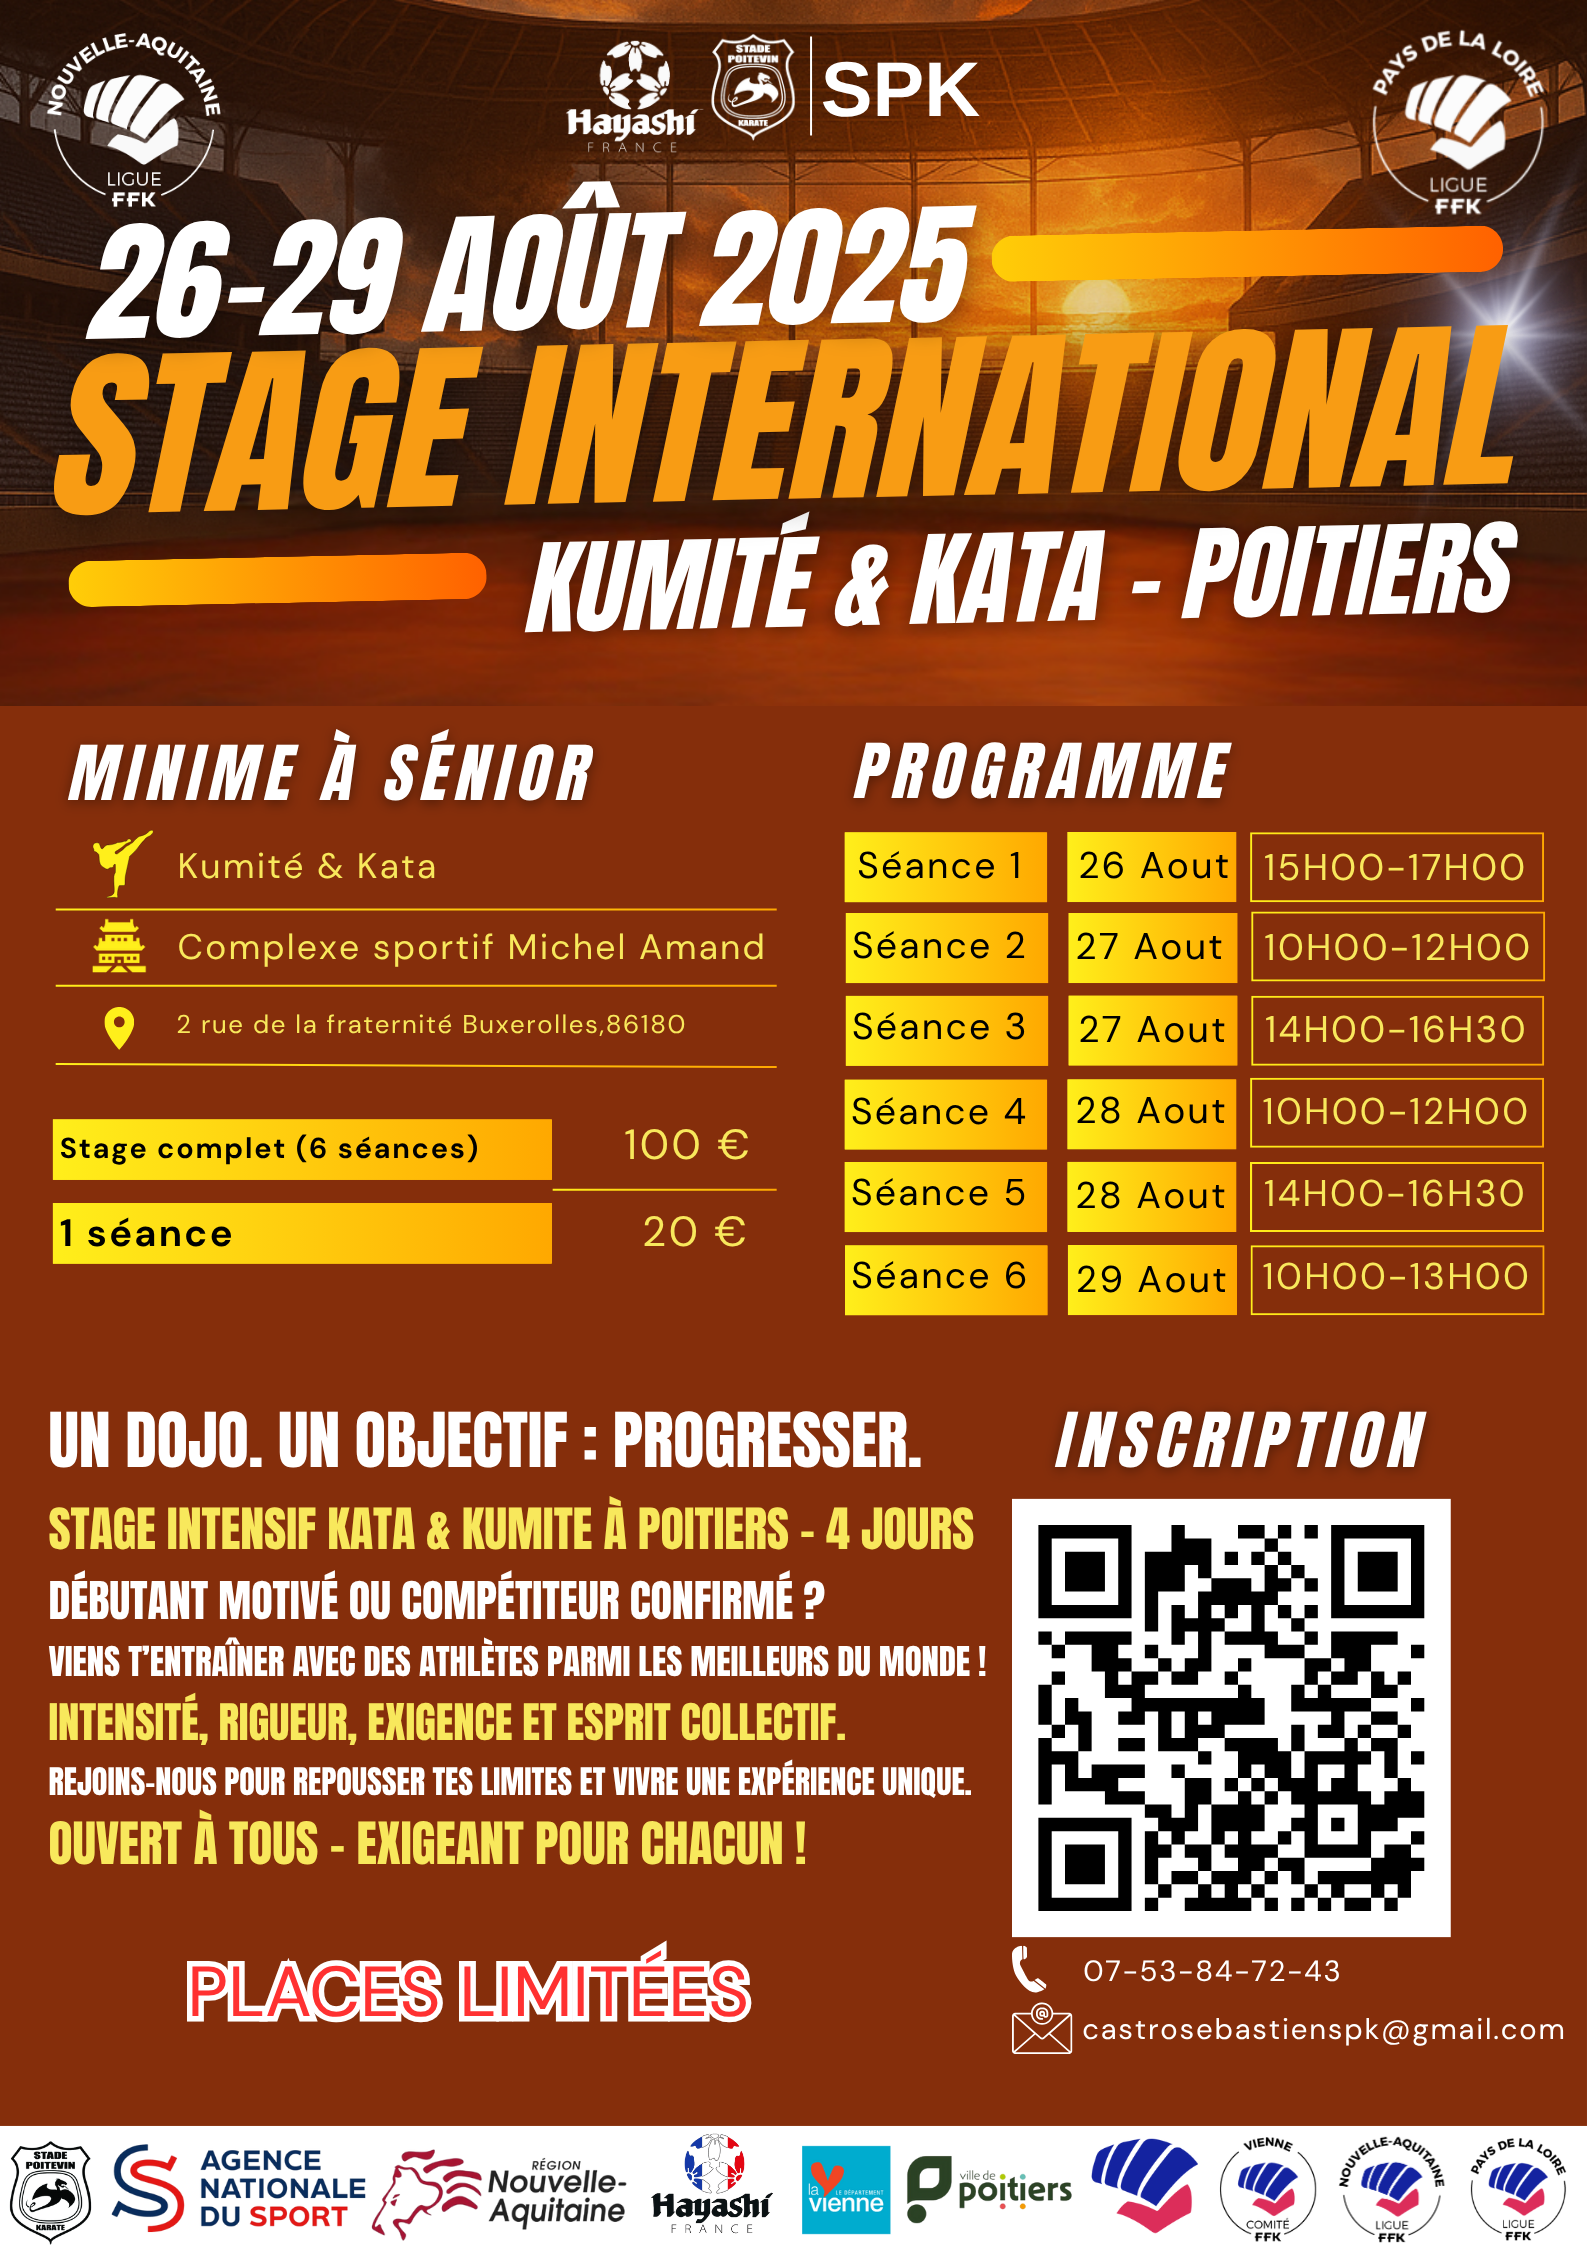 NOUVELLE-AQUITAINE
LIGUE
FFK
Hayashi
FRANCE
STADE
POITEVIN
KARATE
SPK
PAYS DE LA LOIRE
LIGUE
FFK
26-29 AOÛT 2025
STAGE INTERNATIONAL
KUMITÉ & KATA - POITIERS
MINIME À SÉNIOR
Kumité & Kata
Complexe sportif Michel Amand
2 rue de la fraternité Buxerolles,86180
Stage complet (6 séances) 100 €
1 séance 20 €
PROGRAMME
Séance 1 26 Aout 15H00-17H00
Séance 2 27 Aout 10H00-12H00
Séance 3 27 Aout 14H00-16H30
Séance 4 28 Aout 10H00-12H00
Séance 5 28 Aout 14H00-16H30
Séance 6 29 Aout 10H00-13H00
UN DOJO. UN OBJECTIF : PROGRESSER.
STAGE INTENSIF KATA & KUMITE À POITIERS - 4 JOURS
DÉBUTANT MOTIVÉ OU COMPÉTITEUR CONFIRMÉ ?
VIENS T'ENTRAÎNER AVEC DES ATHLÈTES PARMI LES MEILLEURS DU MONDE !
INTENSITÉ, RIGUEUR, EXIGENCE ET ESPRIT COLLECTIF.
REJOINS-NOUS POUR REPOUSSER TES LIMITES ET VIVRE UNE EXPÉRIENCE UNIQUE.
OUVERT À TOUS - EXIGEANT POUR CHACUN !
PLACES LIMITÉES
INSCRIPTION
07-53-84-72-43
@
castrosebastienspk@gmail.com
STADE
POITEVIN
KARATE
AGENCE
NATIONALE
DU SPORT
RÉGION
Nouvelle-
Aquitaine
Hayashi
FRANCE
la
LE DÉPARTEMENT
vienne
ville de
poitiers
VIENNE
COMITÉ
FFK
NOUVELLE-AQUITAINE
LIGUE
FFK
PAYS DE LA LOIRE
LIGUE
FFK